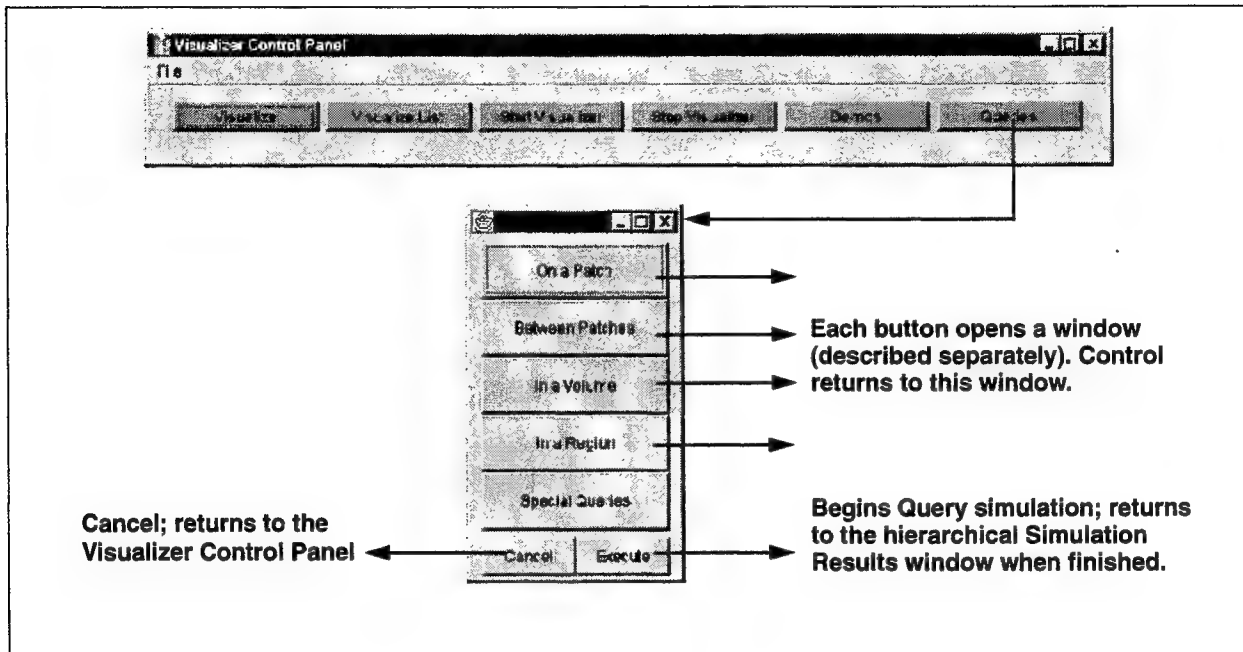 Visualizer Control Panel
File
Visualize
Visualize List
Start Visualizer
Stop Visualizer
Demos
Queries
On a Patch
Between Patches
Each button opens a window
(described separately). Control
returns to this window.
In a Volume
In a Region
Special Queries
Cancel; returns to the
Visualizer Control Panel
Cancel
Execute
Begins Query simulation; returns
to the hierarchical Simulation
Results window when finished.